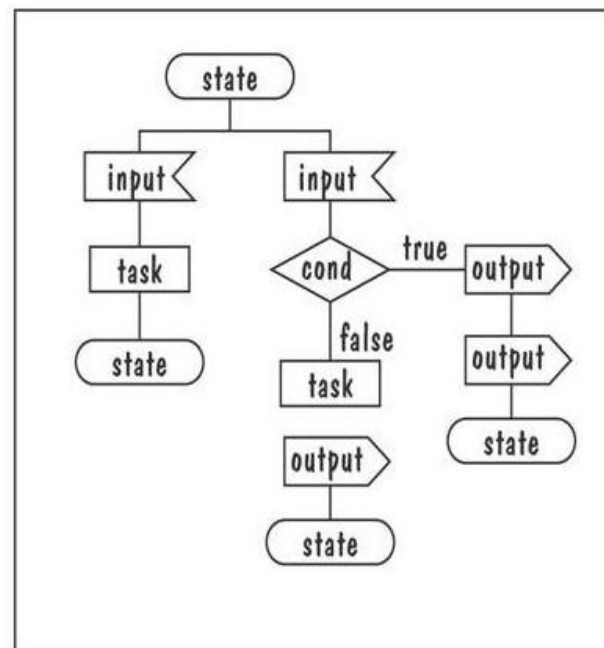 state
input
input
task
cond
true
output
state
false
output
task
state
output
state